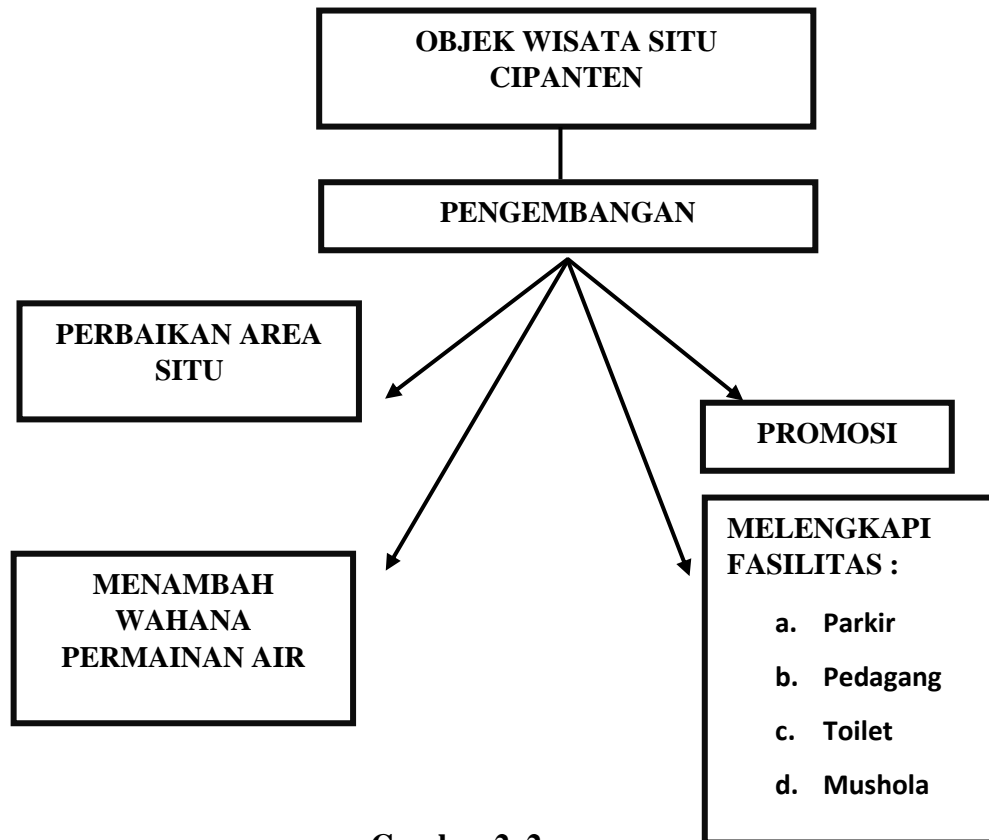 OBJEK WISATA SITU
CIPANTEN
PENGEMBANGAN
PERBAIKAN AREA
SITU
PROMOSI
MENAMBAH
WAHANA
PERMAINAN AIR
MELENGKAPI
FASILITAS :
a. Parkir
b. Pedagang
c. Toilet
d. Mushola